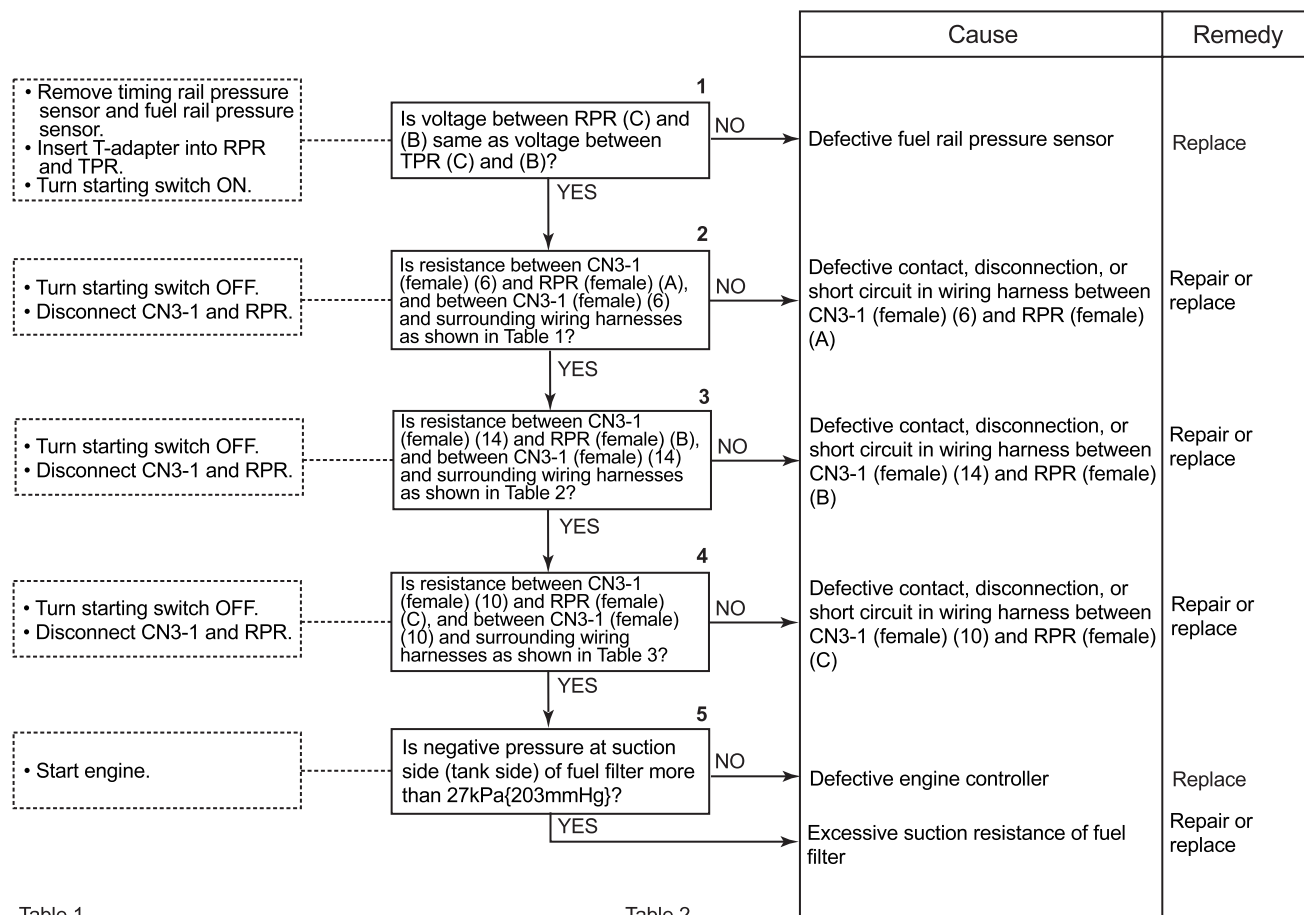 Cause
Remedy
• Remove timing rail pressure
sensor and fuel rail pressure
sensor.
• Insert T-adapter into RPR
and TPR.
• Turn starting switch ON.
1
Is voltage between RPR (C) and
(B) same as voltage between
TPR (C) and (B)?
NO
Defective fuel rail pressure sensor
Replace
YES
2
• Turn starting switch OFF.
• Disconnect CN3-1 and RPR.
Is resistance between CN3-1
(female) (6) and RPR (female) (A),
and between CN3-1 (female) (6)
and surrounding wiring harnesses
as shown in Table 1?
NO
Defective contact, disconnection, or
short circuit in wiring harness between
CN3-1 (female) (6) and RPR (female)
(A)
Repair or
replace
YES
3
• Turn starting switch OFF.
• Disconnect CN3-1 and RPR.
Is resistance between CN3-1
(female) (14) and RPR (female) (B),
and between CN3-1 (female) (14)
and surrounding wiring harnesses
as shown in Table 2?
NO
Defective contact, disconnection, or
short circuit in wiring harness between
CN3-1 (female) (14) and RPR (female)
(B)
Repair or
replace
YES
4
• Turn starting switch OFF.
• Disconnect CN3-1 and RPR.
Is resistance between CN3-1
(female) (10) and RPR (female)
(C), and between CN3-1 (female)
(10) and surrounding wiring
harnesses as shown in Table 3?
NO
Defective contact, disconnection, or
short circuit in wiring harness between
CN3-1 (female) (10) and RPR (female)
(C)
Repair or
replace
YES
5
• Start engine.
Is negative pressure at suction
side (tank side) of fuel filter more
than 27kPa{203mmHg}?
NO
Defective engine controller
Replace
YES
Excessive suction resistance of fuel
filter
Repair or
replace
Table 1
Table 2